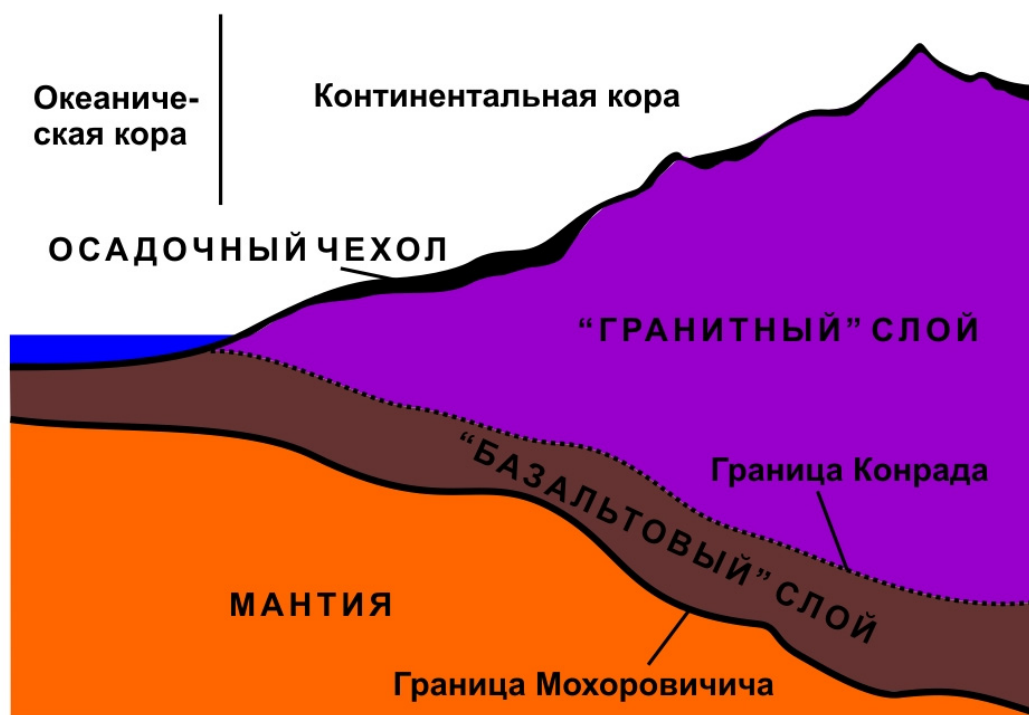 Океаниче-
ская кора
Континентальная кора
ОСАДОЧНЫЙ ЧЕХОЛ
“ГРАНИТНЫЙ” СЛОЙ
“БАЗАЛЬТОВЫЙ” СЛОЙ
Граница Конрада
МАНТИЯ
Граница Мохоровичича